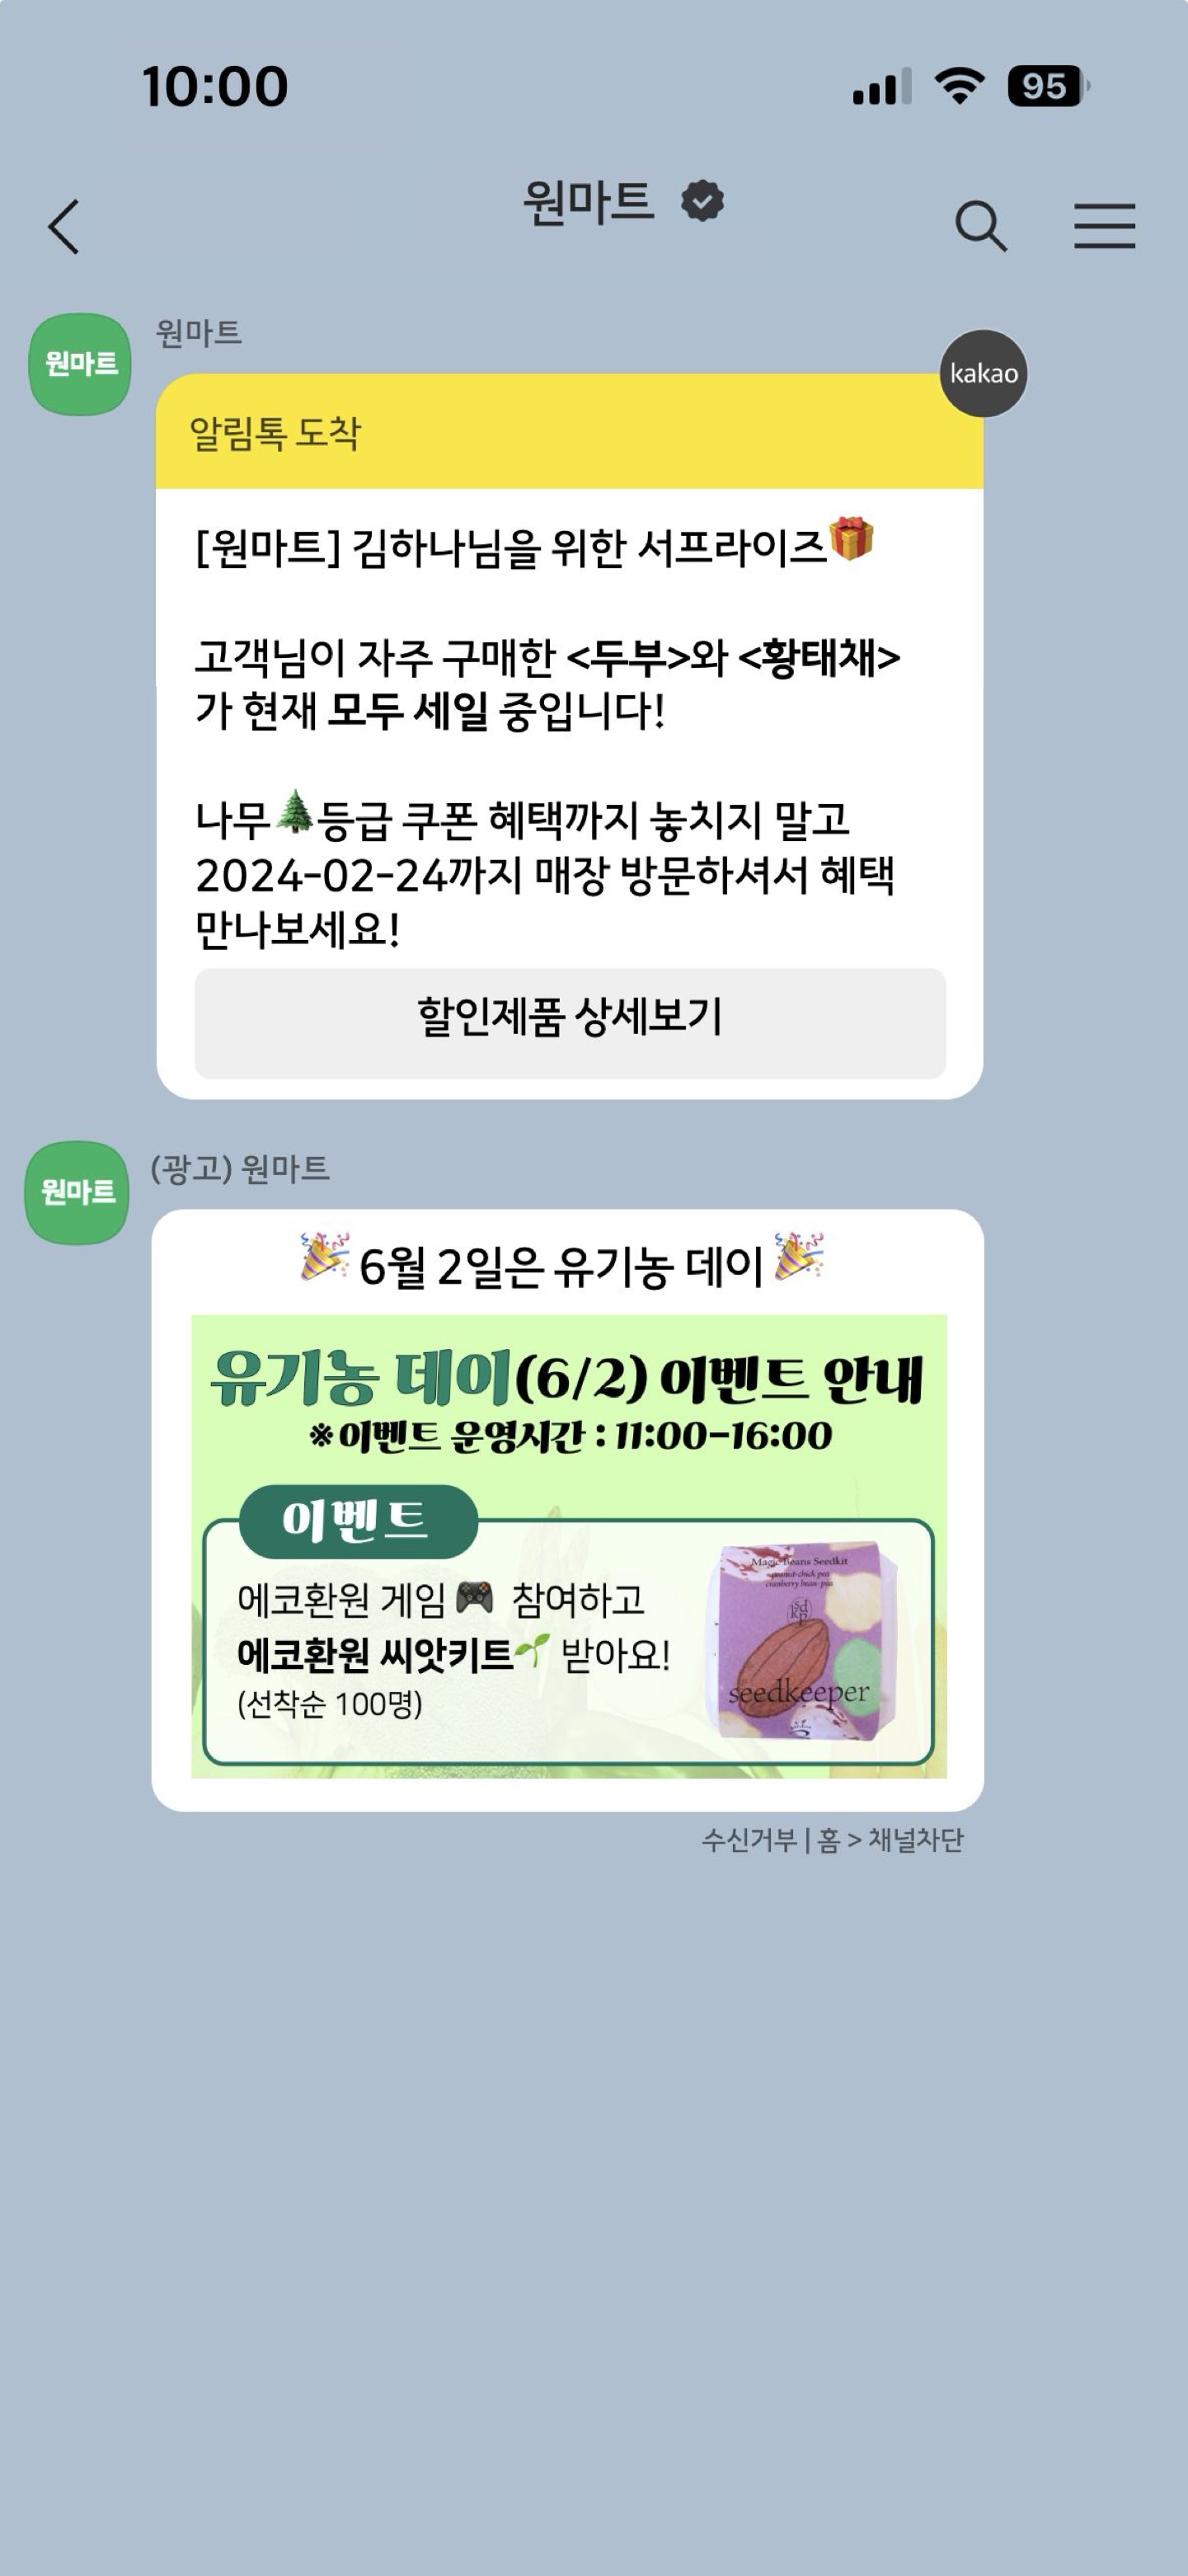 10:00
95
원마트
원마트
원마트
kakao
알림톡 도착
[원마트] 김하나님을 위한 서프라이즈🎁
고객님이 자주 구매한 <두부>와 <황태채>
가 현재 모두 세일 중입니다!
나무🌲등급 쿠폰 혜택까지 놓치지 말고
2024-02-24까지 매장 방문하셔서 혜택
만나보세요!
할인제품 상세보기
원마트
(광고) 원마트
🎉 6월 2일은 유기농 데이 🎉
유기농 데이(6/2) 이벤트 안내
※이벤트 운영시간 : 11:00-16:00
이벤트
에코환원 게임🎮 참여하고
에코환원 씨앗키트🌱 받아요!
(선착순 100명)
Magic Beans Seedkit
peanut·chick pea
cranberry bean·pea
seedkeeper
수신거부 | 홈 > 채널차단